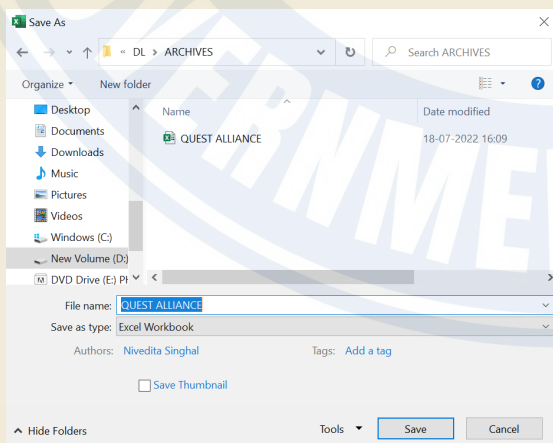 Save As
« DL > ARCHIVES
Search ARCHIVES
Organize
New folder
Desktop
Documents
Downloads
Music
Pictures
Videos
Windows (C:)
New Volume (D:)
DVD Drive (E:) PH
Name
Date modified
QUEST ALLIANCE
18-07-2022 16:09
File name: QUEST ALLIANCE
Save as type: Excel Workbook
Authors: Nivedita Singhal
Tags: Add a tag
Save Thumbnail
Hide Folders
Tools
Save
Cancel